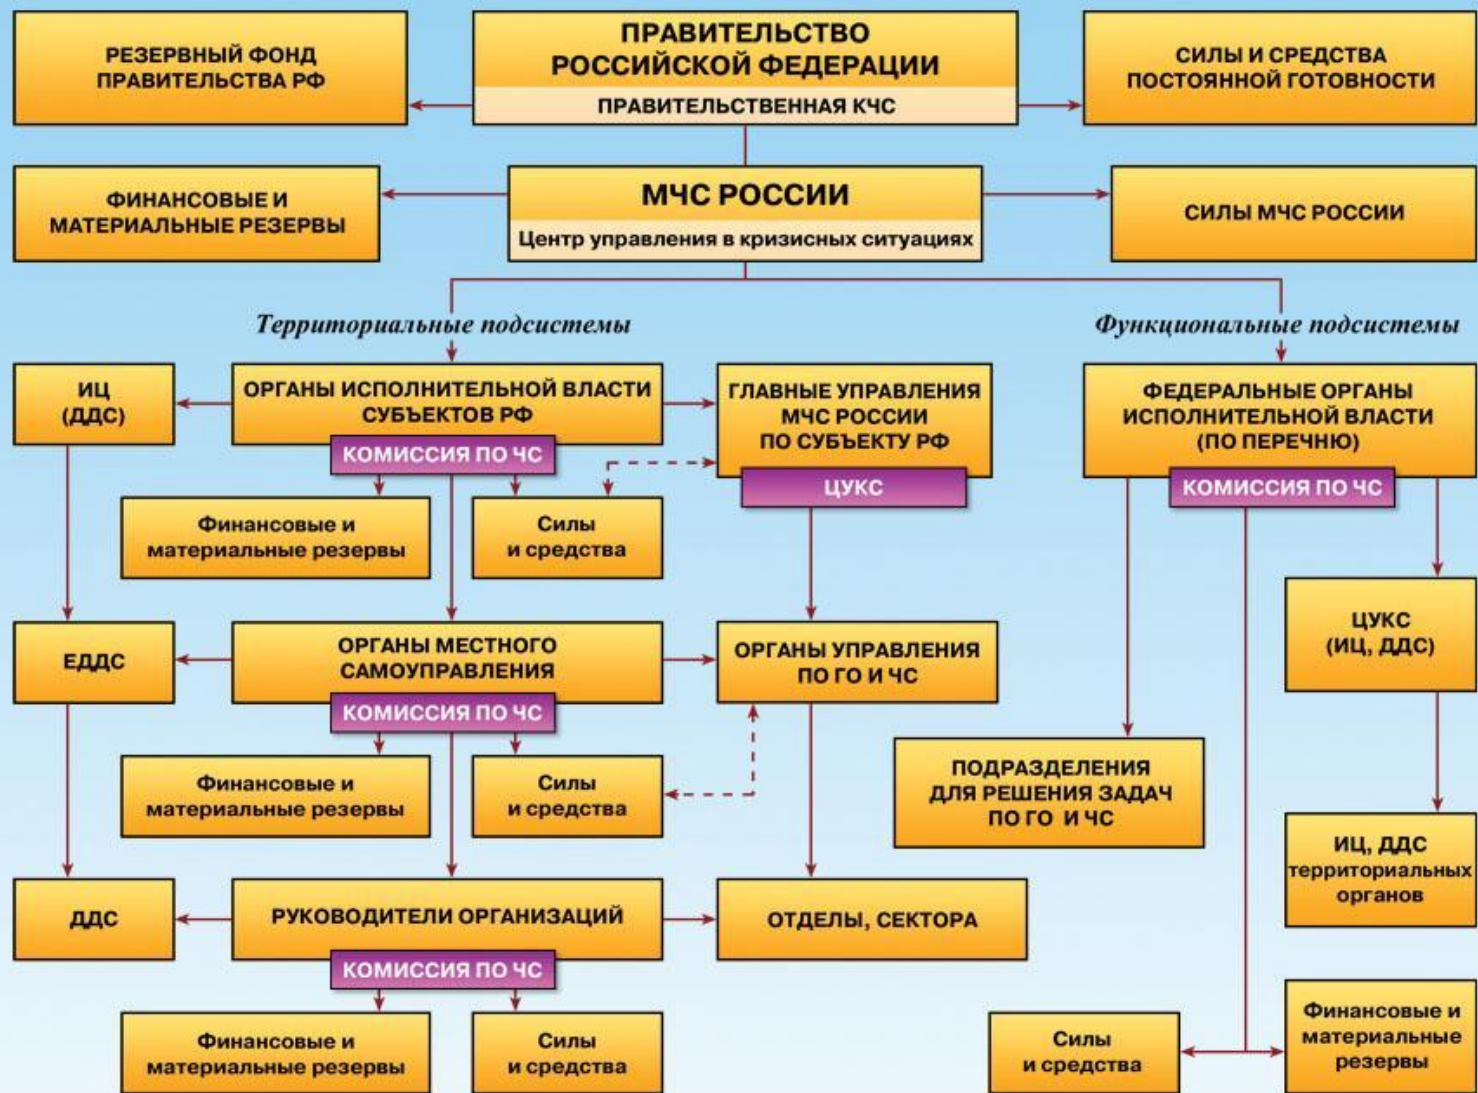 РЕЗЕРВНЫЙ ФОНД
ПРАВИТЕЛЬСТВА РФ
ПРАВИТЕЛЬСТВО
РОССИЙСКОЙ ФЕДЕРАЦИИ
ПРАВИТЕЛЬСТВЕННАЯ КЧС
СИЛЫ И СРЕДСТВА
ПОСТОЯННОЙ ГОТОВНОСТИ
ФИНАНСОВЫЕ И
МАТЕРИАЛЬНЫЕ РЕЗЕРВЫ
МЧС РОССИИ
Центр управления в кризисных ситуациях
СИЛЫ МЧС РОССИИ
Территориальные подсистемы
Функциональные подсистемы
ИЦ
(ДДС)
ОРГАНЫ ИСПОЛНИТЕЛЬНОЙ ВЛАСТИ
СУБЪЕКТОВ РФ
КОМИССИЯ ПО ЧС
ГЛАВНЫЕ УПРАВЛЕНИЯ
МЧС РОССИИ
ПО СУБЪЕКТУ РФ
ЦУКС
ФЕДЕРАЛЬНЫЕ ОРГАНЫ
ИСПОЛНИТЕЛЬНОЙ ВЛАСТИ
(ПО ПЕРЕЧНЮ)
КОМИССИЯ ПО ЧС
Финансовые и
материальные резервы
Силы
и средства
ЕДДС
ОРГАНЫ МЕСТНОГО
САМОУПРАВЛЕНИЯ
КОМИССИЯ ПО ЧС
ОРГАНЫ УПРАВЛЕНИЯ
ПО ГО И ЧС
ЦУКС
(ИЦ, ДДС)
Финансовые и
материальные резервы
Силы
и средства
ПОДРАЗДЕЛЕНИЯ
ДЛЯ РЕШЕНИЯ ЗАДАЧ
ПО ГО И ЧС
ИЦ, ДДС
территориальных
органов
ДДС
РУКОВОДИТЕЛИ ОРГАНИЗАЦИЙ
КОМИССИЯ ПО ЧС
ОТДЕЛЫ, СЕКТОРА
Финансовые и
материальные резервы
Силы
и средства
Силы
и средства
Финансовые и
материальные
резервы